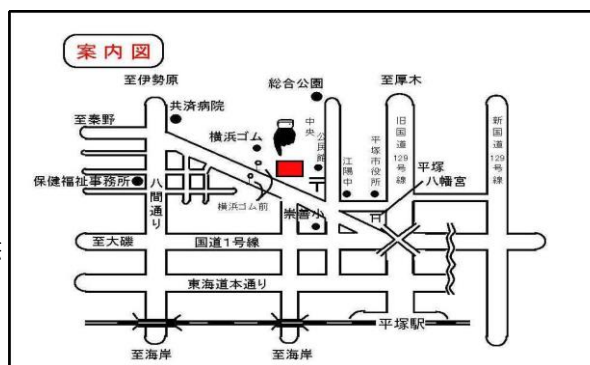 案内図
至伊勢原
総合公園
至厚木
共済病院
至秦野
横浜ゴム
中央公民館
江陽中
平塚市役所
旧国道129号線
新国道129号線
平塚八幡宮
保健福祉事務所
八間通り
横浜ゴム前
崇善小
至大磯
国道1号線
東海道本通り
平塚駅
至海岸
至海岸